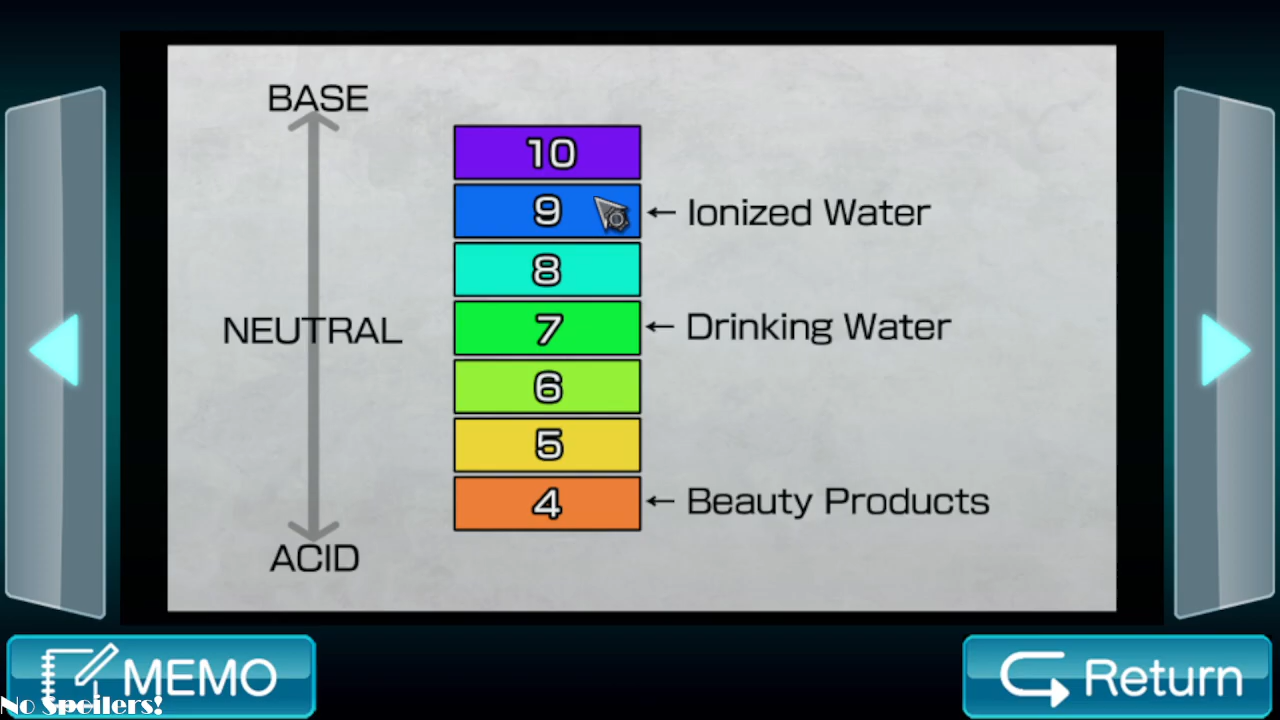 BASE
10
9 ← Ionized Water
8
NEUTRAL 7 ← Drinking Water
6
5
4 ← Beauty Products
ACID
MEMO
Return
No Spoilers!